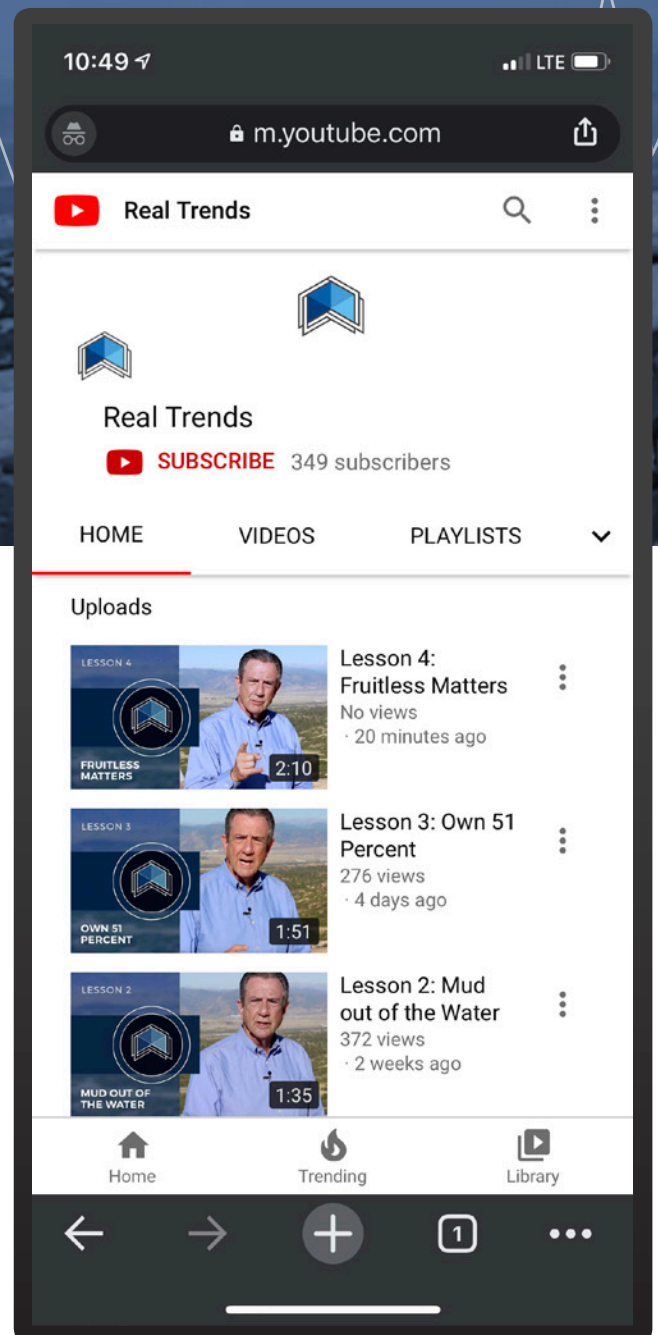 10:49
LTE
m.youtube.com
Real Trends
Real Trends
SUBSCRIBE 349 subscribers
HOME VIDEOS PLAYLISTS
Uploads
LESSON 4
FRUITLESS
MATTERS
2:10
Lesson 4:
Fruitless Matters
No views
· 20 minutes ago
LESSON 3
OWN 51
PERCENT
1:51
Lesson 3: Own 51
Percent
276 views
· 4 days ago
LESSON 2
MUD OUT OF
THE WATER
1:35
Lesson 2: Mud
out of the Water
372 views
· 2 weeks ago
Home Trending Library
1